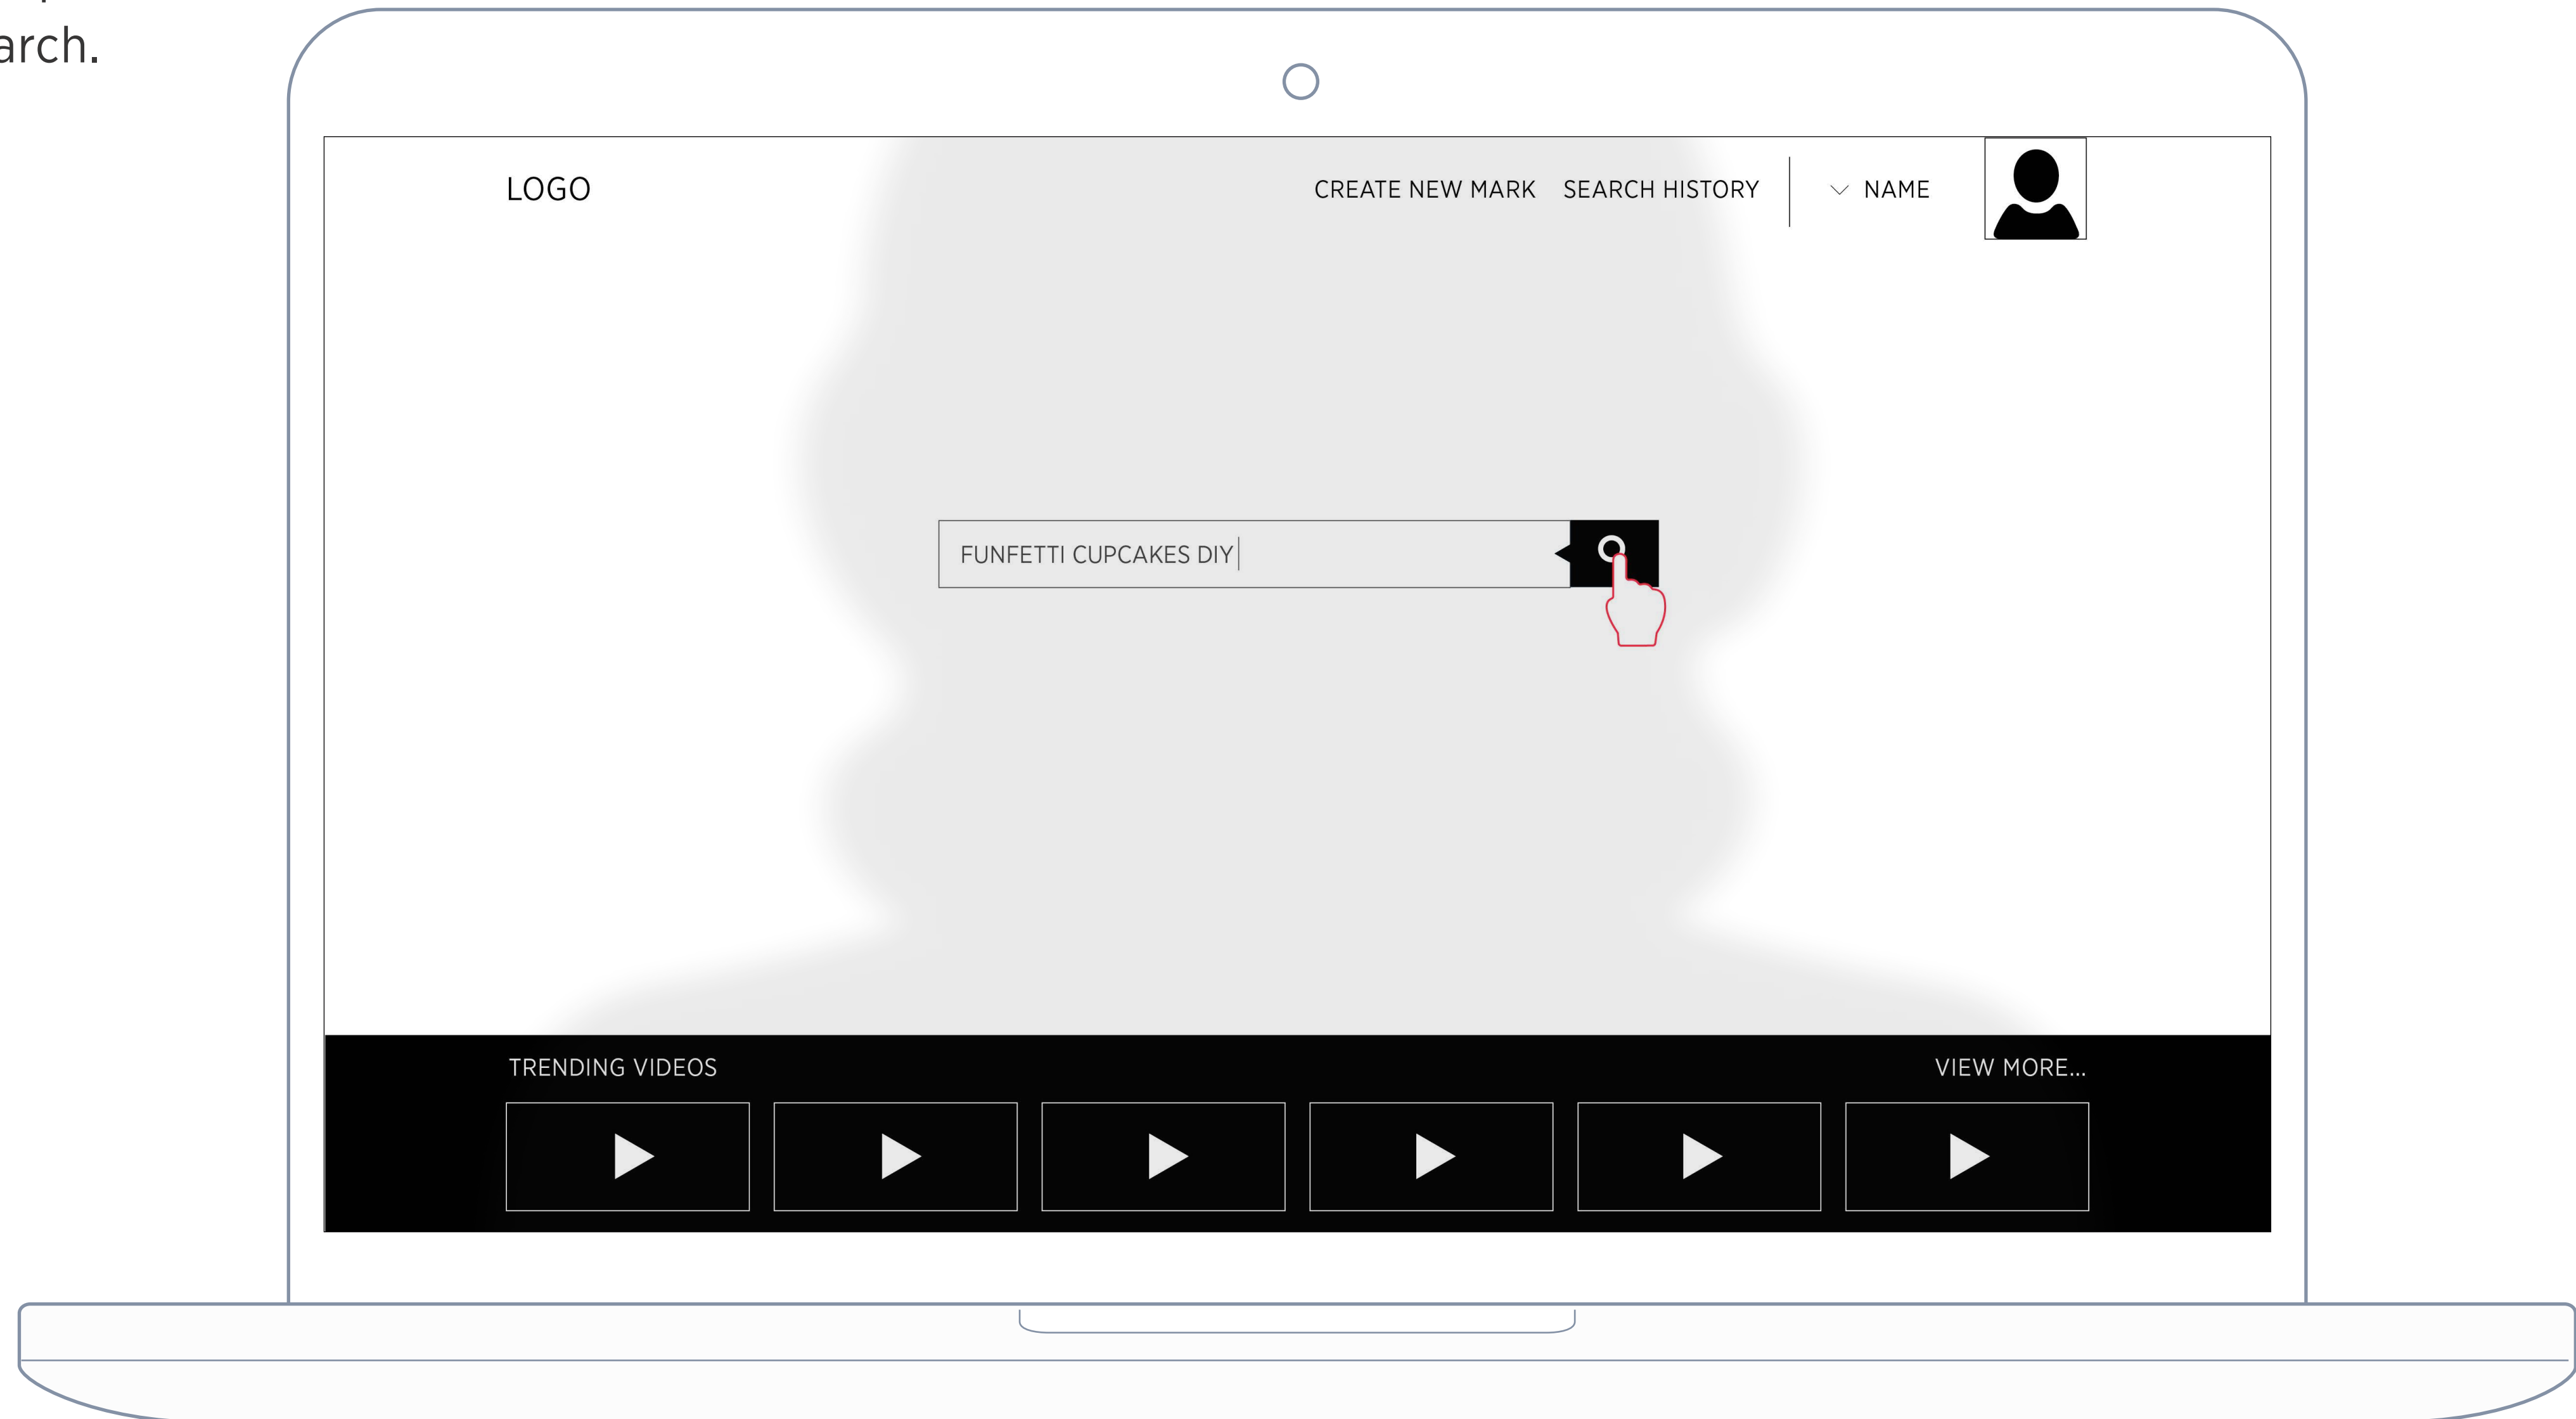 arch.
LOGO
CREATE NEW MARK SEARCH HISTORY NAME
FUNFETTI CUPCAKES DIY
TRENDING VIDEOS
VIEW MORE...